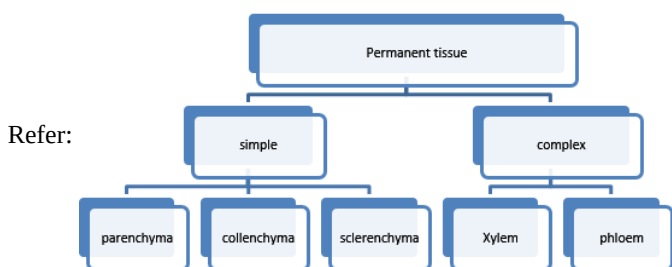 Permanent tissue
Refer:
simple
complex
parenchyma
collenchyma
sclerenchyma
Xylem
phloem